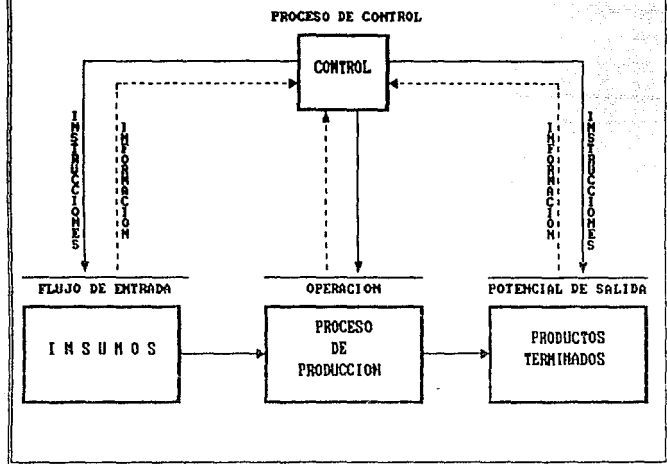 PROCESO DE CONTROL
CONTROL
INSTRUCCIONES
INFORMACION
INFORMACION
INSTRUCCIONES
FLUJO DE ENTRADA
OPERACION
POTENCIAL DE SALIDA
INSUMOS
PROCESO
DE
PRODUCCION
PRODUCTOS
TERMINADOS